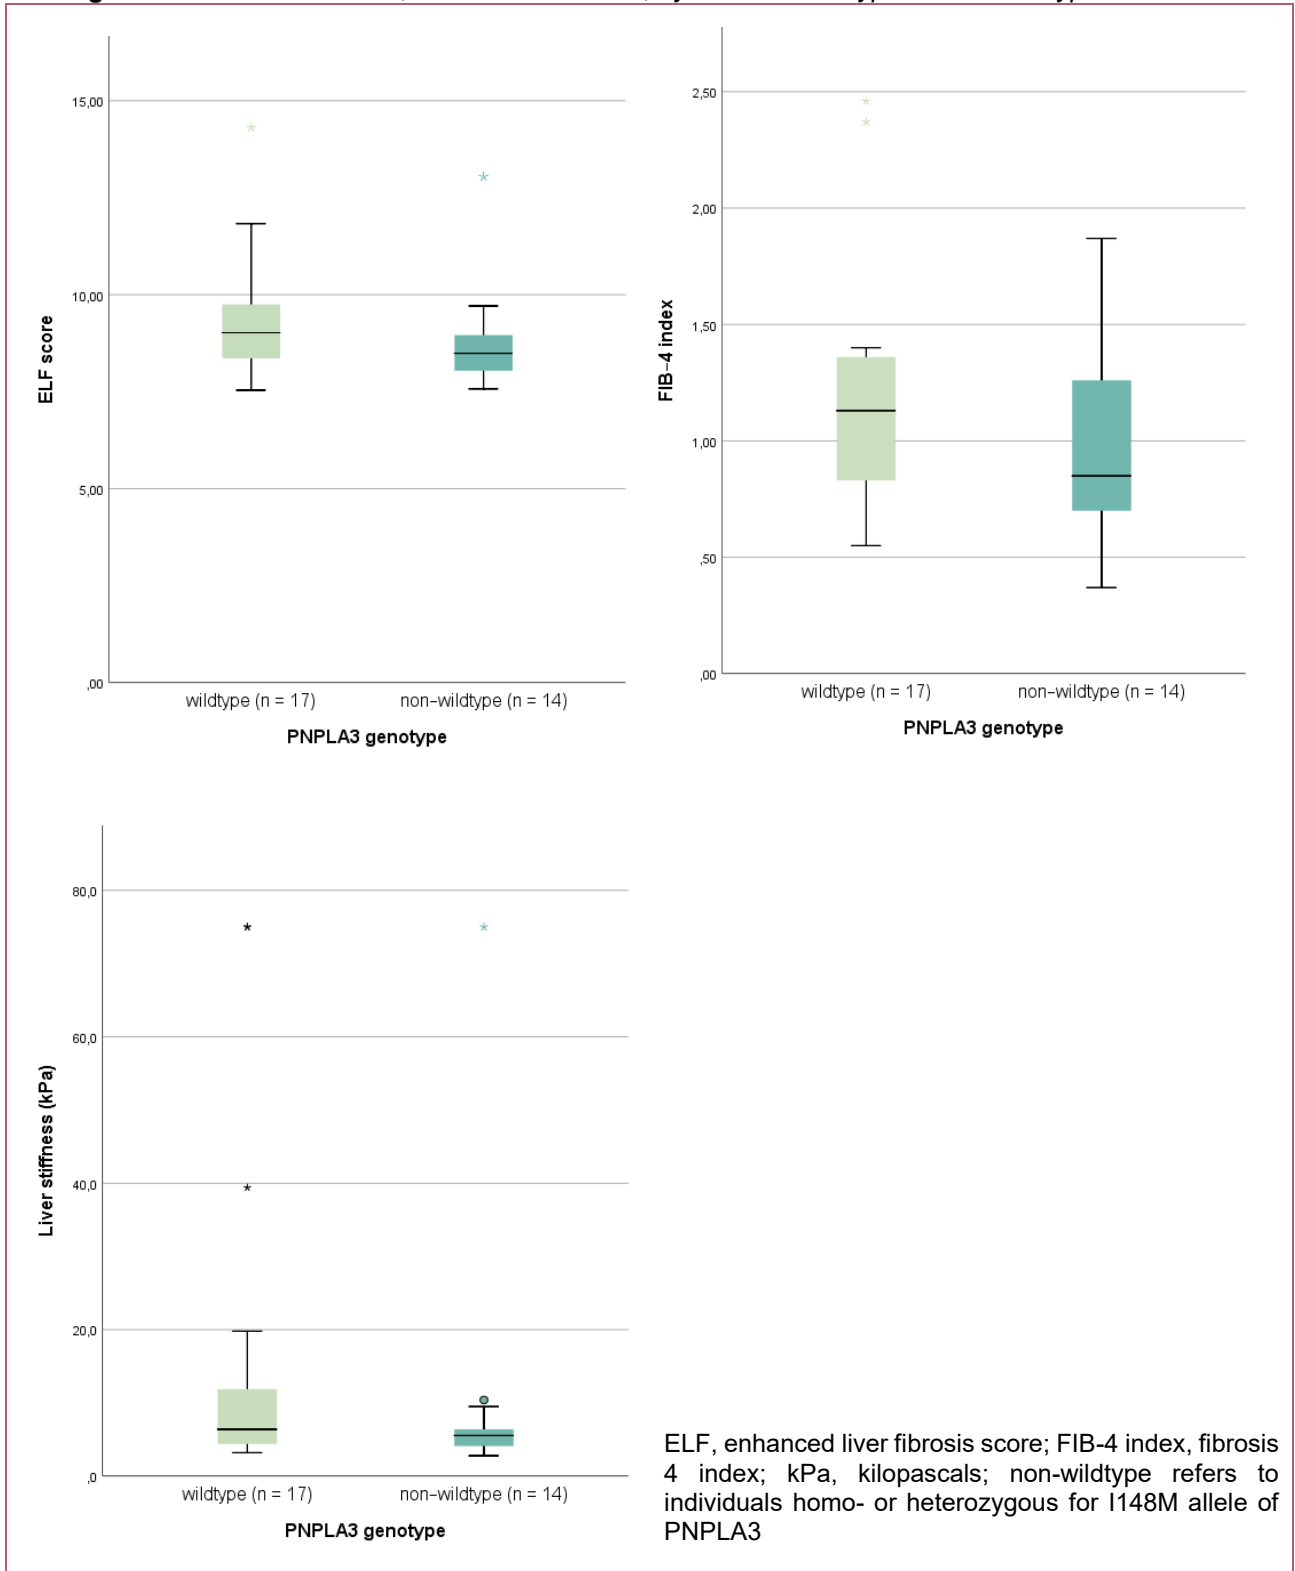 15,00
10,00
5,00
,00
ELF score
wildtype (n = 17)
non-wildtype (n = 14)
PNPLA3 genotype
2,50
2,00
1,50
1,00
,50
,00
FIB-4 index
wildtype (n = 17)
non-wildtype (n = 14)
PNPLA3 genotype
80,0
60,0
40,0
20,0
,0
Liver stiffness (kPa)
wildtype (n = 17)
non-wildtype (n = 14)
PNPLA3 genotype
ELF, enhanced liver fibrosis score; FIB-4 index, fibrosis
4 index; kPa, kilopascals; non-wildtype refers to
individuals homo- or heterozygous for I148M allele of
PNPLA3